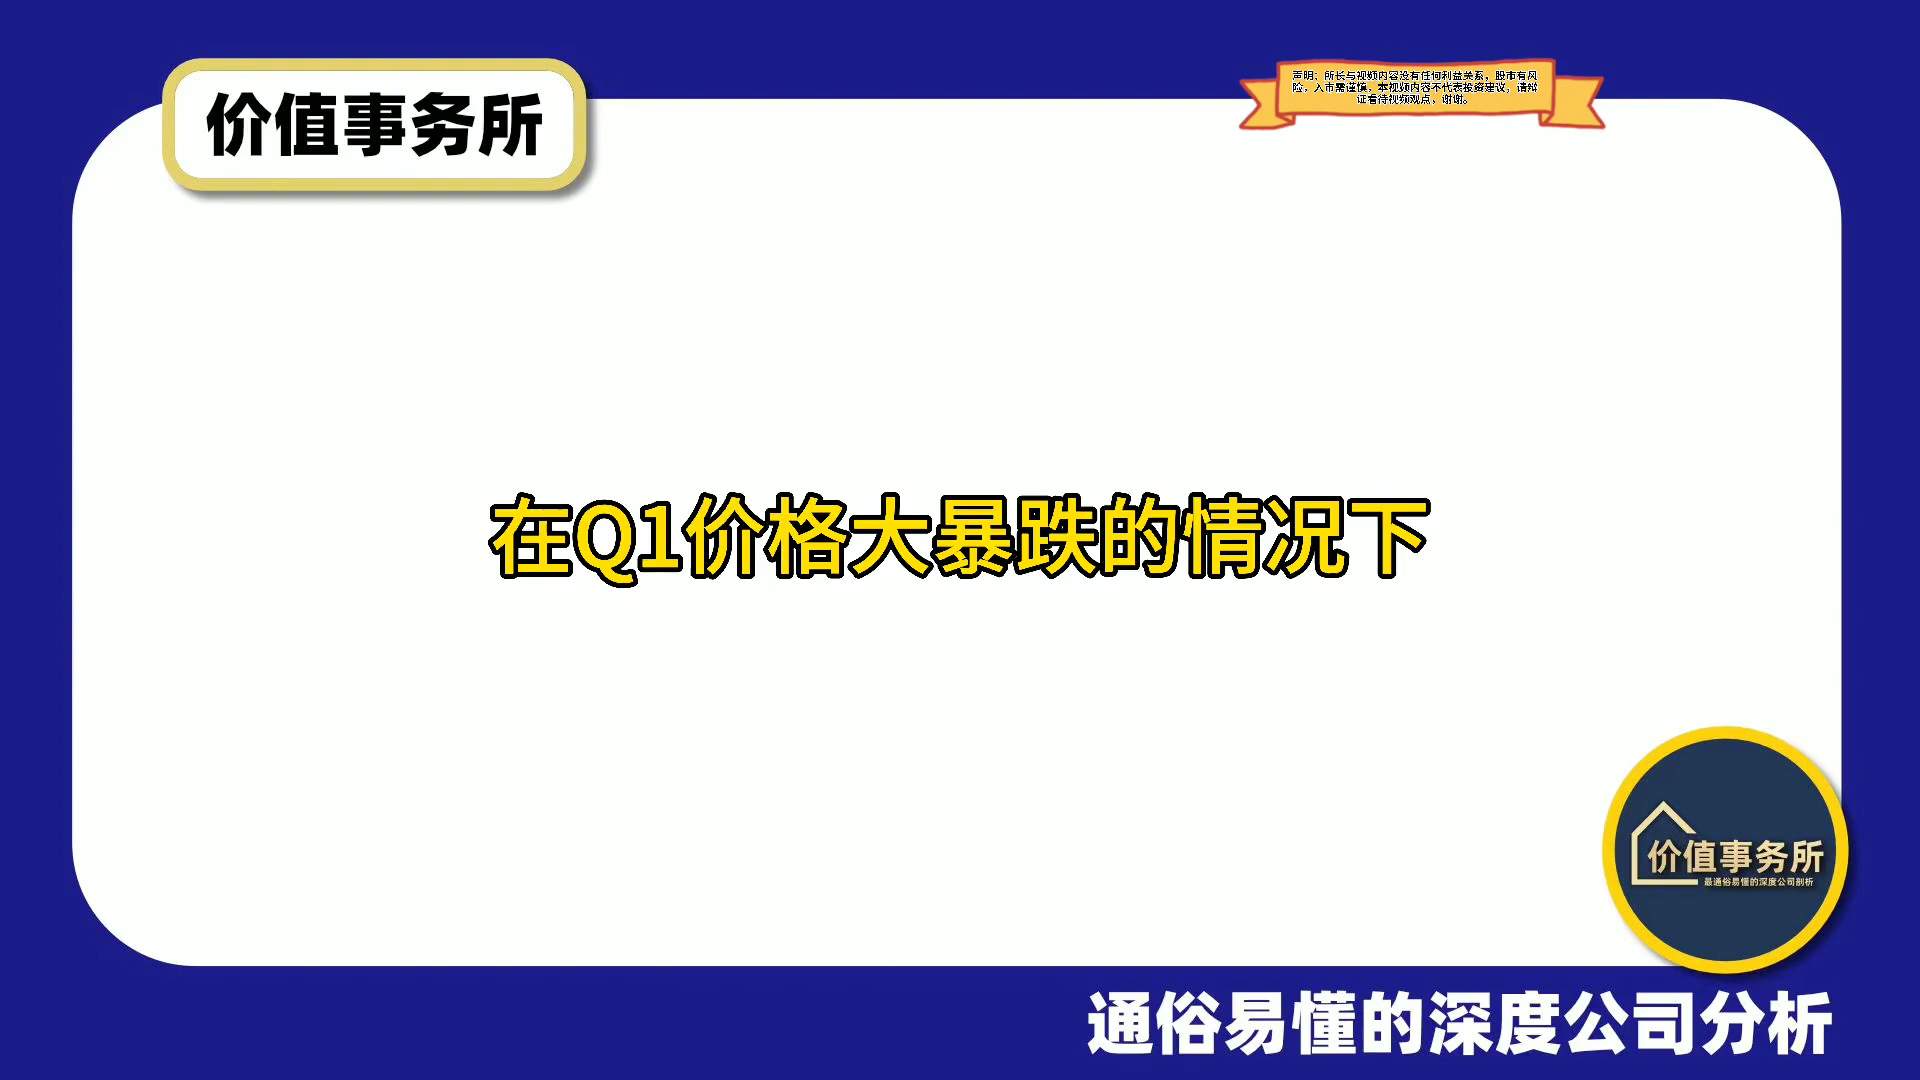 价值事务所
声明：所长与视频内容没有任何利益关系，股市有风
险，入市需谨慎，本视频内容不代表投资建议，请辩
证看待视频观点，谢谢。
在Q1价格大暴跌的情况下
价值事务所
最通俗易懂的深度公司剖析
通俗易懂的深度公司分析